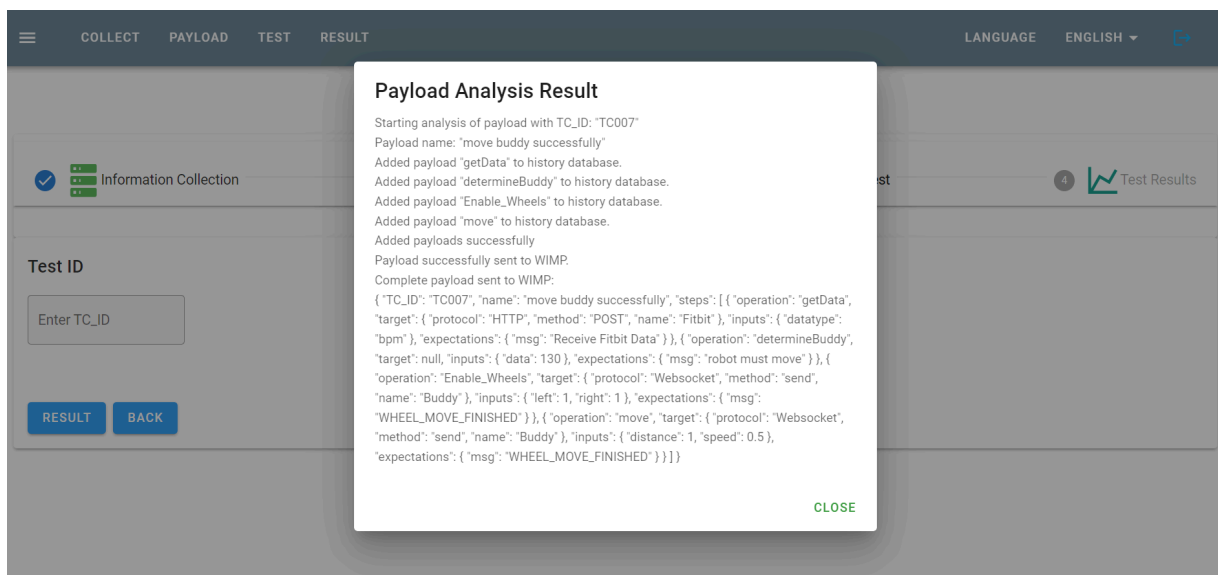 COLLECT PAYLOAD TEST RESULT LANGUAGE ENGLISH
Payload Analysis Result
Starting analysis of payload with TC_ID: "TC007"
Payload name: "move buddy successfully"
Added payload "getData" to history database.
Added payload "determineBuddy" to history database.
Added payload "Enable_Wheels" to history database.
Added payload "move" to history database.
Added payloads successfully
Payload successfully sent to WIMP.
Complete payload sent to WIMP:
{ "TC_ID": "TC007", "name": "move buddy successfully", "steps": [ { "operation": "getData",
"target": { "protocol": "HTTP", "method": "POST", "name": "Fitbit" }, "inputs": { "datatype":
"bpm" }, "expectations": { "msg": "Receive Fitbit Data" } }, { "operation": "determineBuddy",
"target": null, "inputs": { "data": 130 }, "expectations": { "msg": "robot must move" } }, {
"operation": "Enable_Wheels", "target": { "protocol": "Websocket", "method": "send",
"name": "Buddy" }, "inputs": { "left": 1, "right": 1 }, "expectations": { "msg":
"WHEEL_MOVE_FINISHED" } }, { "operation": "move", "target": { "protocol": "Websocket",
"method": "send", "name": "Buddy" }, "inputs": { "distance": 1, "speed": 0.5 },
"expectations": { "msg": "WHEEL_MOVE_FINISHED" } } ] }
CLOSE
Information Collection
4 Test Results
Test ID
Enter TC_ID
RESULT BACK